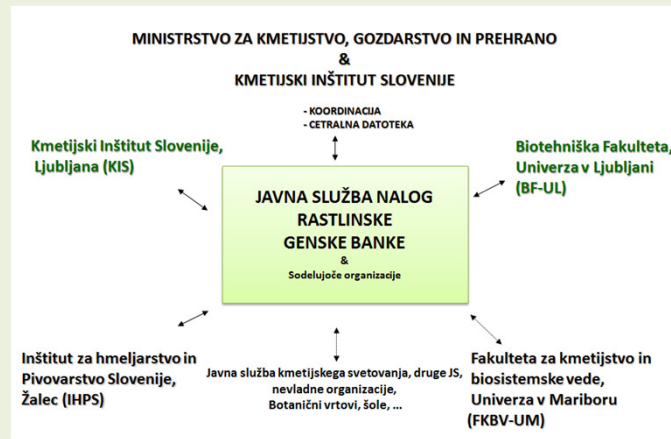 MINISTRSTVO ZA KMETIJSTVO, GOZDARSTVO IN PREHRANO
&
KMETIJSKI INŠTITUT SLOVENIJE
- KOORDINACIJA
- CETRALNA DATOTEKA
Kmetijski Inštitut Slovenije,
Ljubljana (KIS)
Biotehniška Fakulteta,
Univerza v Ljubljani
(BF-UL)
JAVNA SLUŽBA NALOG
RASTLINSKE
GENSKE BANKE
&
Sodelujoče organizacije
Inštitut za hmeljarstvo in
Pivovarstvo Slovenije,
Žalec (IHPS)
Javna služba kmetijskega svetovanja, druge JS,
nevladne organizacije,
Botanični vrtovi, šole, ...
Fakulteta za kmetijstvo in
biosistemske vede,
Univerza v Mariboru
(FKBV-UM)